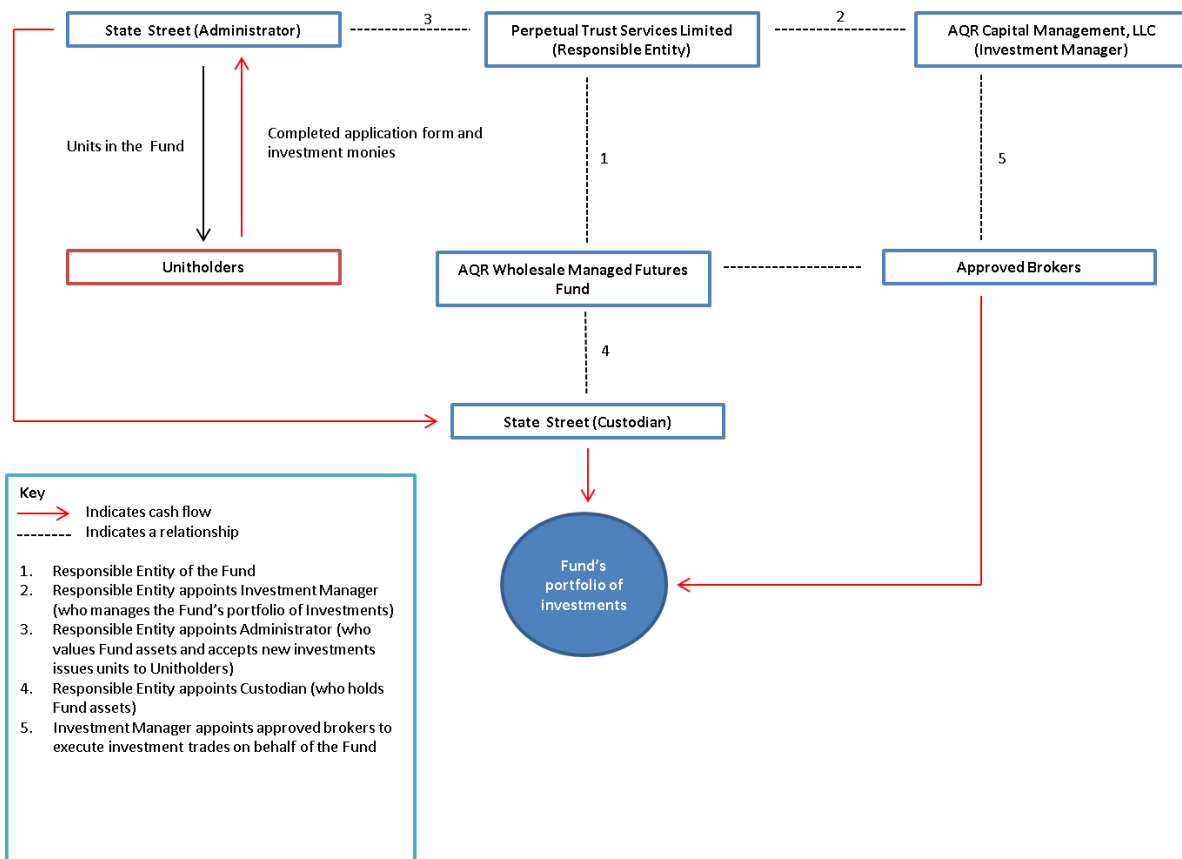 State Street (Administrator)
3
Perpetual Trust Services Limited
(Responsible Entity)
2
AQR Capital Management, LLC
(Investment Manager)
Units in the Fund
Completed application form and
investment monies
1
5
Unitholders
AQR Wholesale Managed Futures
Fund
Approved Brokers
4
State Street (Custodian)
Fund's
portfolio of
investments
Key
Indicates cash flow
Indicates a relationship
1. Responsible Entity of the Fund
2. Responsible Entity appoints Investment Manager
(who manages the Fund's portfolio of Investments)
3. Responsible Entity appoints Administrator (who
values Fund assets and accepts new investments
issues units to Unitholders)
4. Responsible Entity appoints Custodian (who holds
Fund assets)
5. Investment Manager appoints approved brokers to
execute investment trades on behalf of the Fund